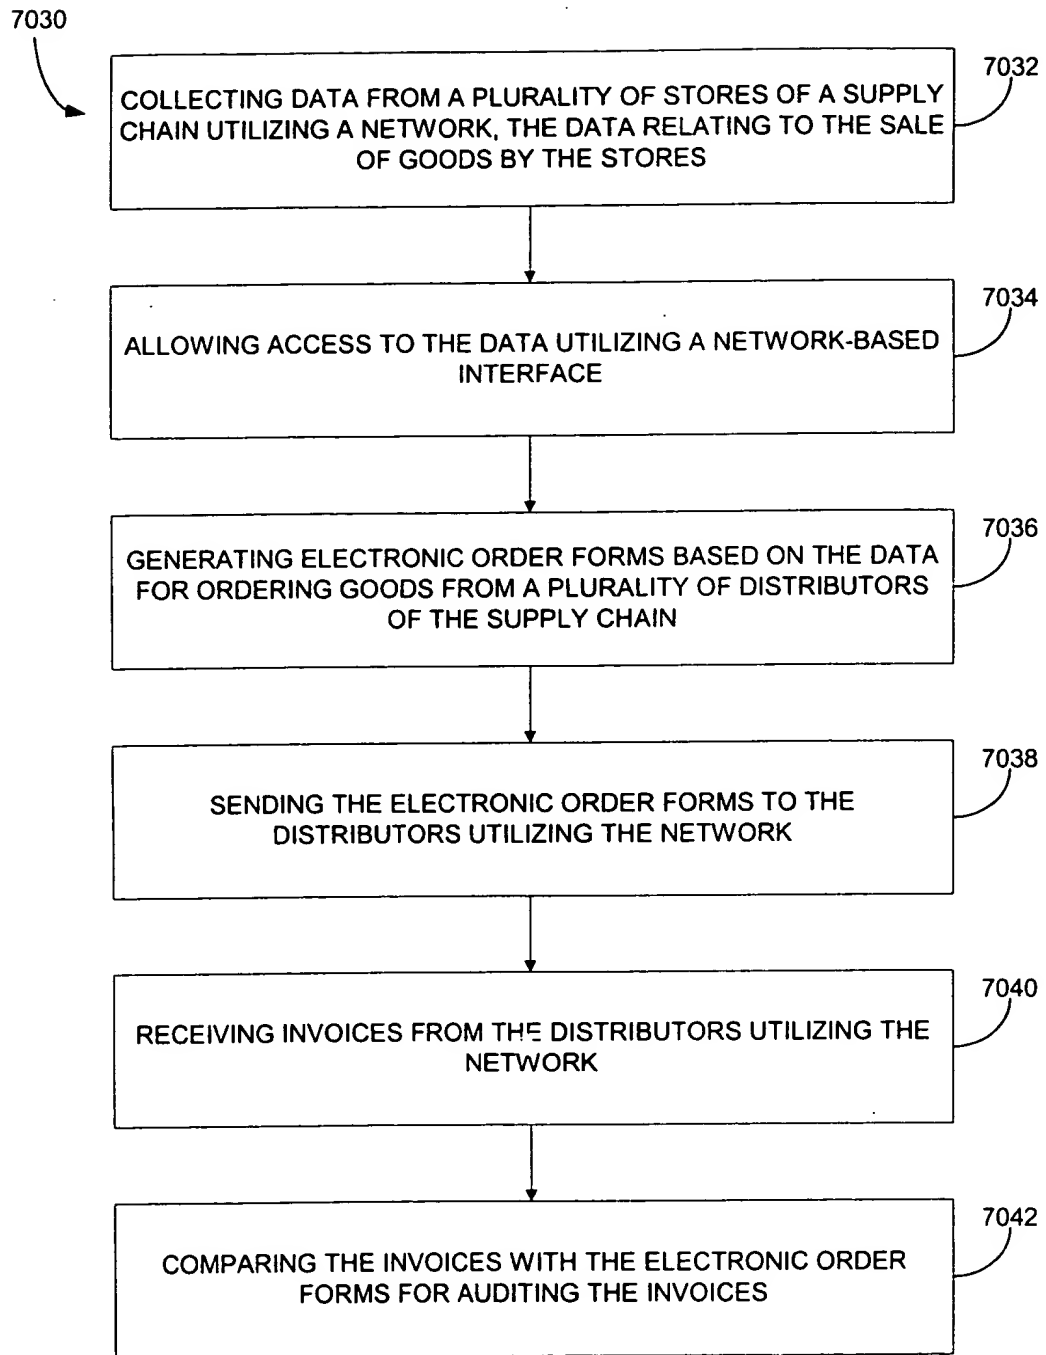 7030
7032
COLLECTING DATA FROM A PLURALITY OF STORES OF A SUPPLY
CHAIN UTILIZING A NETWORK, THE DATA RELATING TO THE SALE
OF GOODS BY THE STORES
7034
ALLOWING ACCESS TO THE DATA UTILIZING A NETWORK-BASED
INTERFACE
7036
GENERATING ELECTRONIC ORDER FORMS BASED ON THE DATA
FOR ORDERING GOODS FROM A PLURALITY OF DISTRIBUTORS
OF THE SUPPLY CHAIN
7038
SENDING THE ELECTRONIC ORDER FORMS TO THE
DISTRIBUTORS UTILIZING THE NETWORK
7040
RECEIVING INVOICES FROM THE DISTRIBUTORS UTILIZING THE
NETWORK
7042
COMPARING THE INVOICES WITH THE ELECTRONIC ORDER
FORMS FOR AUDITING THE INVOICES